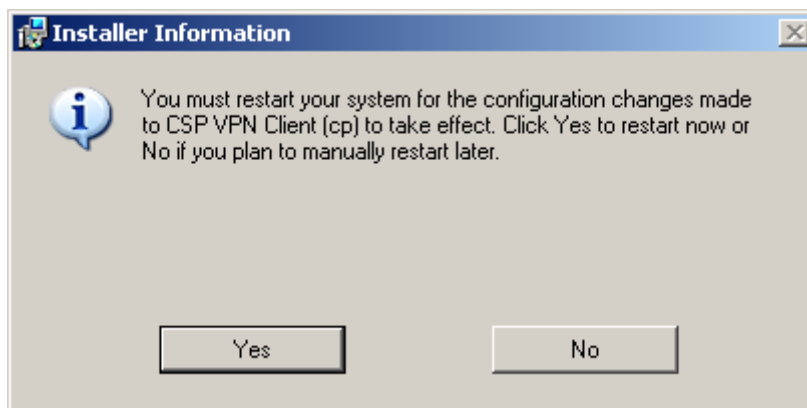 Installer Information
You must restart your system for the configuration changes made
to CSP VPN Client (cp) to take effect. Click Yes to restart now or
No if you plan to manually restart later.
Yes
No